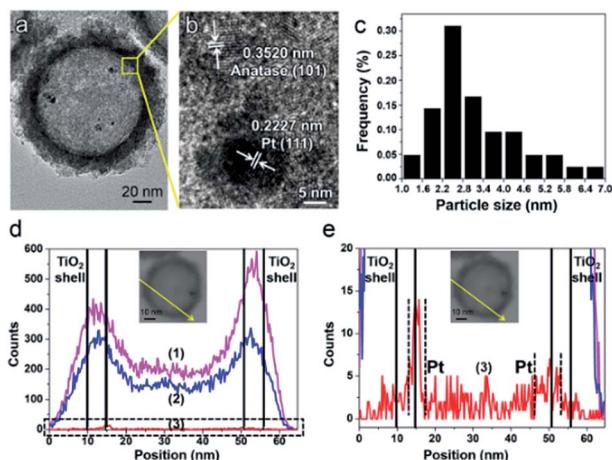 a
20 nm
b
0.3520 nm
Anatase (101)
0.2227 nm
Pt (111)
5 nm
c
Frequency (%)
0.30
0.25
0.20
0.15
0.10
0.05
0.00
1.0 1.6 2.2 2.8 3.4 4.0 4.6 5.2 5.8 6.4 7.0
Particle size (nm)
d
Counts
600
500
400
300
200
100
0
TiO₂
shell
10 nm
TiO₂
shell
(1)
(2)
(3)
0 10 20 30 40 50 60
Position (nm)
e
Counts
20
15
10
5
0
TiO₂
shell
10 nm
TiO₂
shell
Pt
(3)
Pt
0 10 20 30 40 50 60 65
Position (nm)